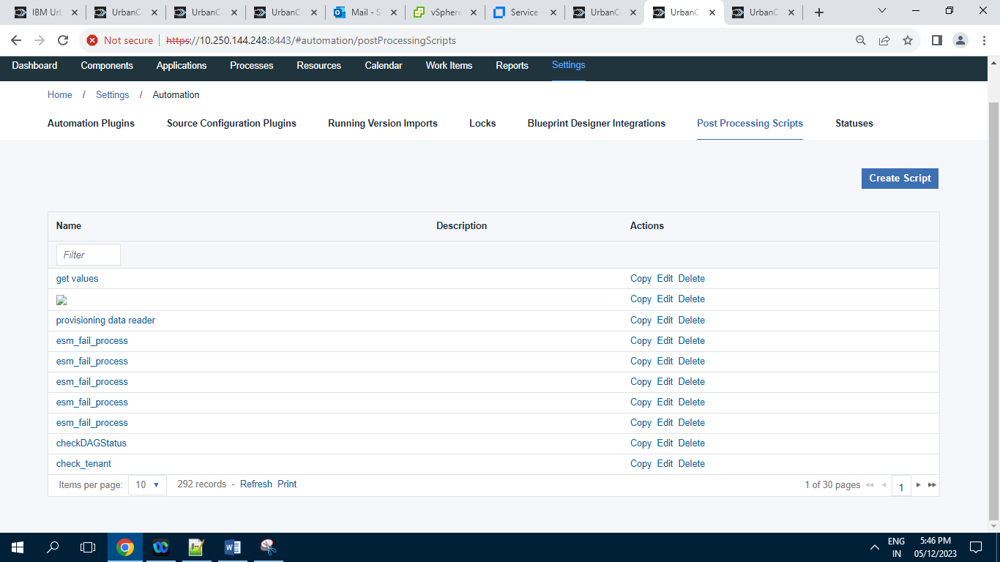 IBM Urb
UrbanC
UrbanC
UrbanC
Mail - S
vSphere
Service
UrbanC
UrbanC
UrbanC
Not secure | https://10.250.144.248:8443/#automation/postProcessingScripts
Dashboard Components Applications Processes Resources Calendar Work Items Reports Settings
Home / Settings / Automation
Automation Plugins Source Configuration Plugins Running Version Imports Locks Blueprint Designer Integrations Post Processing Scripts Statuses
Create Script
Name Description Actions
Filter
get values Copy Edit Delete
Copy Edit Delete
provisioning data reader Copy Edit Delete
esm_fail_process Copy Edit Delete
esm_fail_process Copy Edit Delete
esm_fail_process Copy Edit Delete
esm_fail_process Copy Edit Delete
esm_fail_process Copy Edit Delete
checkDAGStatus Copy Edit Delete
check_tenant Copy Edit Delete
Items per page: 10 292 records - Refresh Print 1 of 30 pages 1
ENG 5:46 PM
IN 05/12/2023